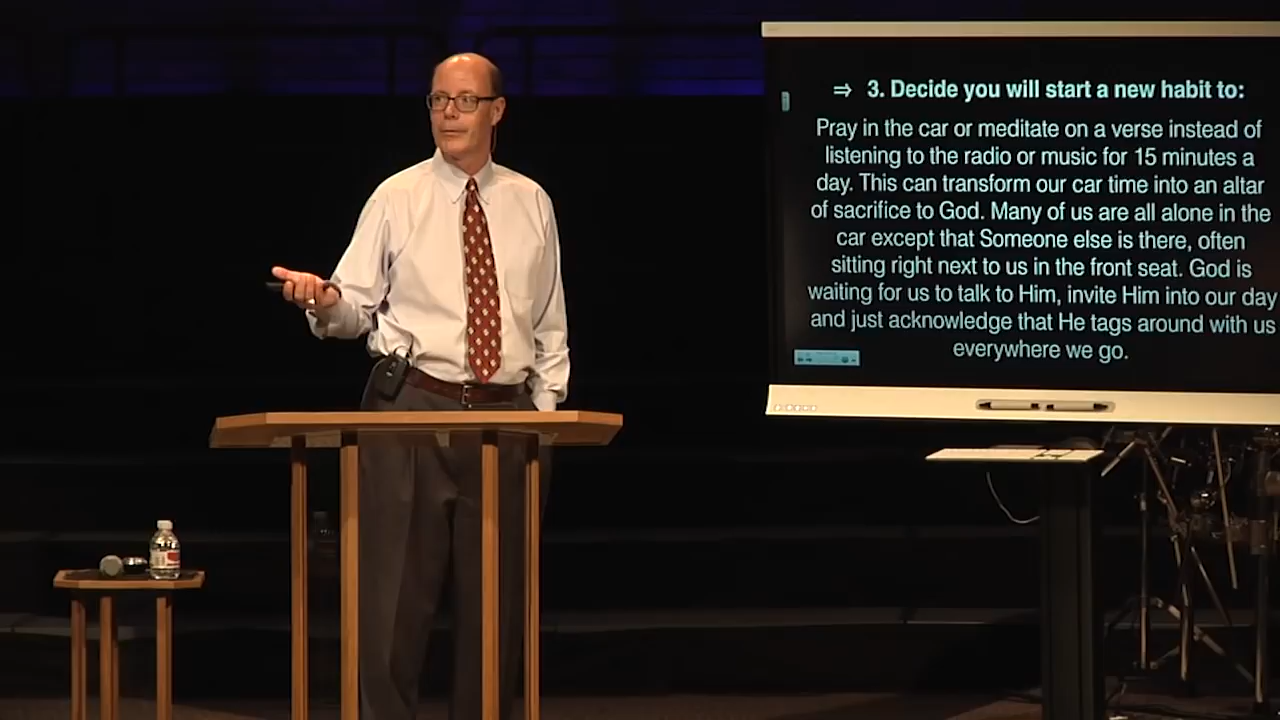 ⇒ 3. Decide you will start a new habit to:
Pray in the car or meditate on a verse instead of
listening to the radio or music for 15 minutes a
day. This can transform our car time into an altar
of sacrifice to God. Many of us are all alone in the
car except that Someone else is there, often
sitting right next to us in the front seat. God is
waiting for us to talk to Him, invite Him into our day
and just acknowledge that He tags around with us
everywhere we go.